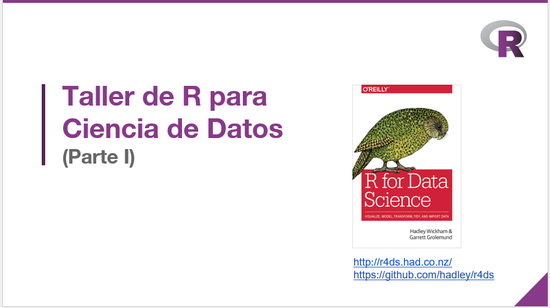 R
Taller de R para
Ciencia de Datos
(Parte I)
O'REILLY®
R for Data
Science
VISUALIZE, MODEL, TRANSFORM, TIDY, AND IMPORT DATA
Hadley Wickham &
Garrett Grolemund
http://r4ds.had.co.nz/
https://github.com/hadley/r4ds